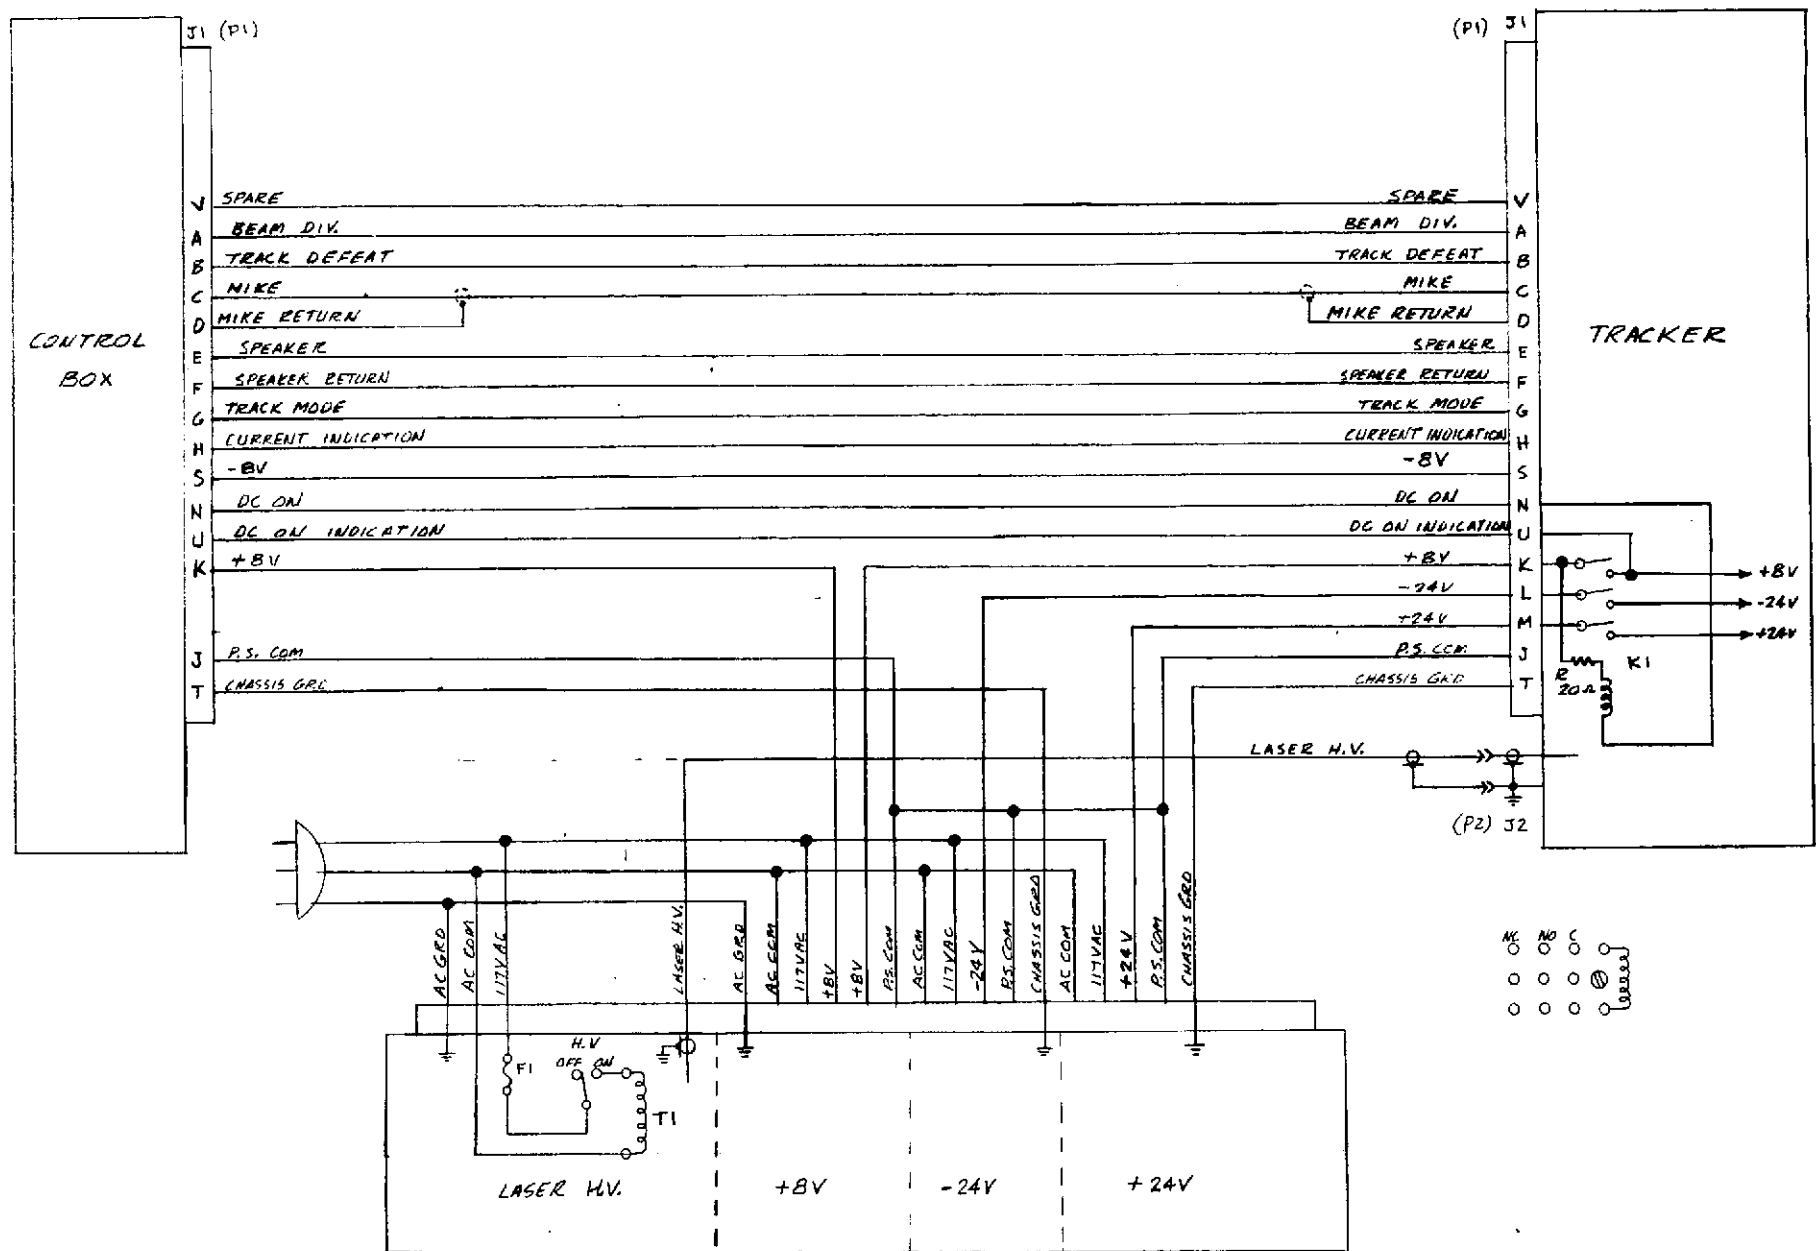 J1 (P1)
(P1) J1
V SPARE
SPARE V
A BEAM DIV.
BEAM DIV. A
B TRACK DEFEAT
TRACK DEFEAT B
C MIKE
MIKE C
D MIKE RETURN
MIKE RETURN D
CONTROL
BOX
TRACKER
E SPEAKER
SPEAKER E
F SPEAKER RETURN
SPEAKER RETURN F
G TRACK MODE
TRACK MODE G
H CURRENT INDICATION
CURRENT INDICATION H
S -8V
-8V S
N DC ON
DC ON N
U DC ON INDICATION
DC ON INDICATION U
K +8V
+8V K
+8V
-24V L
-24V
+24V M
+24V
J P.S. COM
P.S. COM J
K1
T CHASSIS GRD
CHASSIS GRD T
R
20Ω
LASER H.V.
(P2) J2
AC GRD
AC COM
117VAC
LASER H.V.
AC GRD
AC COM
117VAC
+8V
+8V
P.S. COM
AC COM
117VAC
-24V
P.S. COM
CHASSIS GRD
AC COM
117VAC
+24V
P.S. COM
CHASSIS GRD
NC NO C
H.V
OFF ON
F1
T1
LASER H.V.
+8V
-24V
+24V